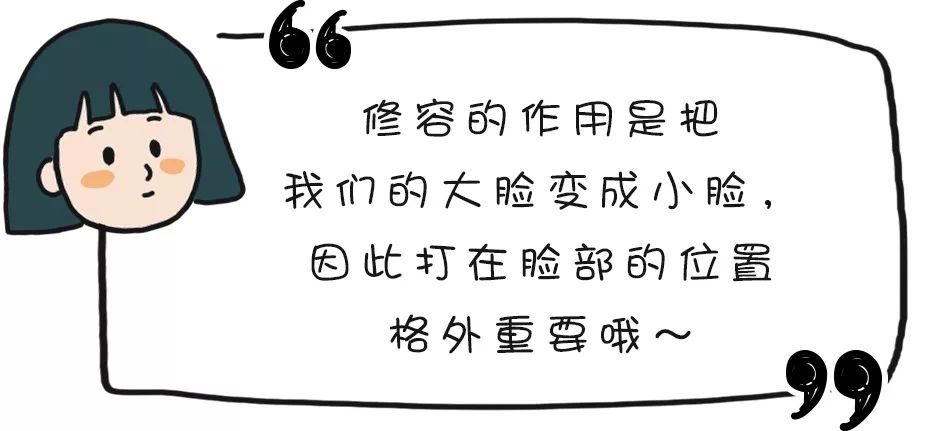 修容的作用是把
我们的大脸变成小脸，
因此打在脸部的位置
格外重要哦～